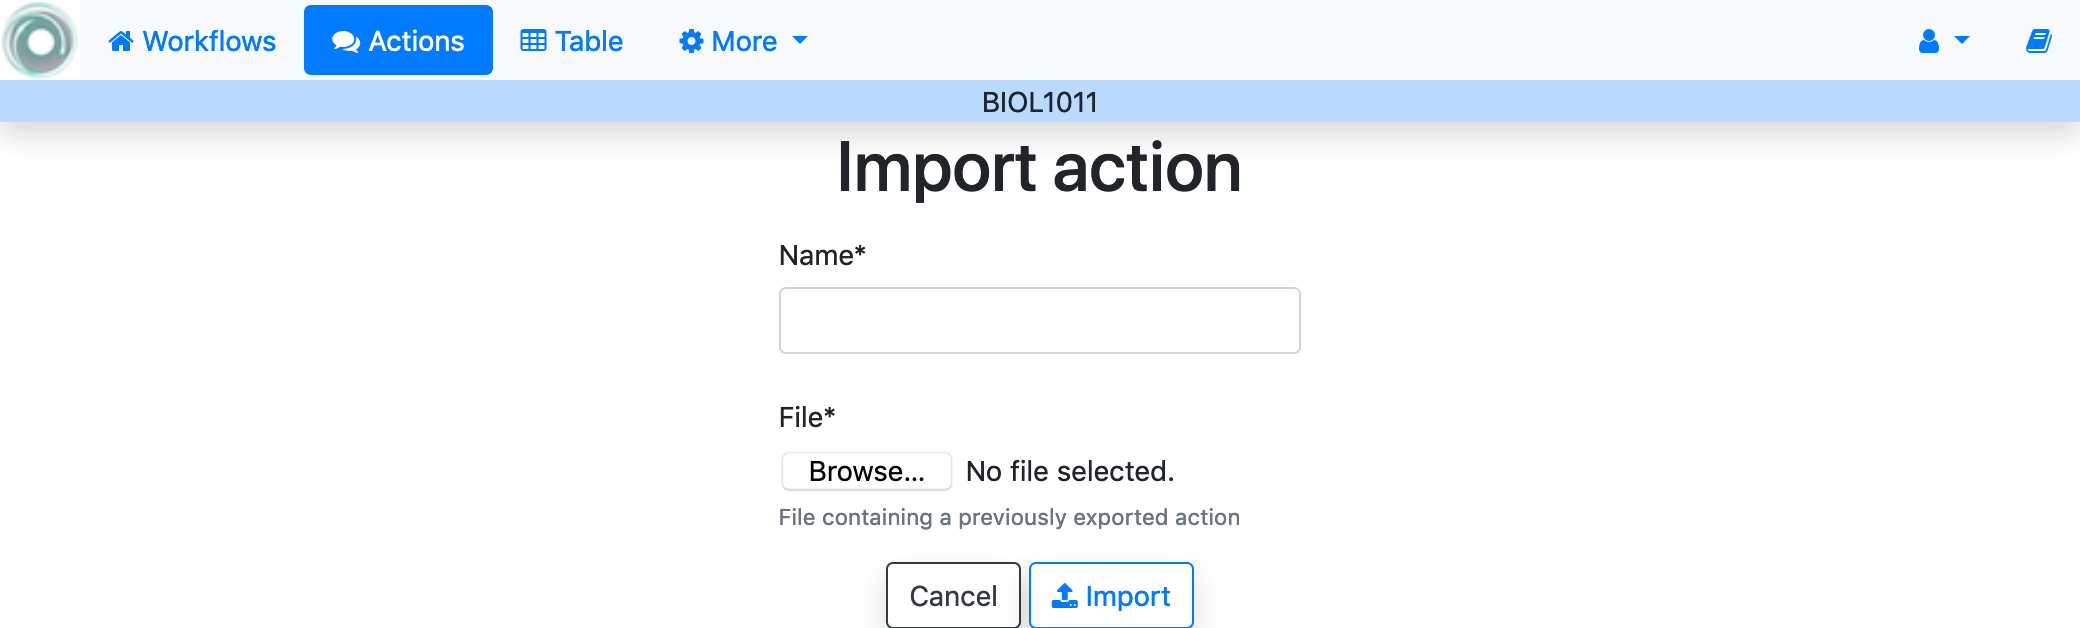 Workflows Actions Table More
BIOL1011
Import action
Name*
File*
Browse... No file selected.
File containing a previously exported action
Cancel Import